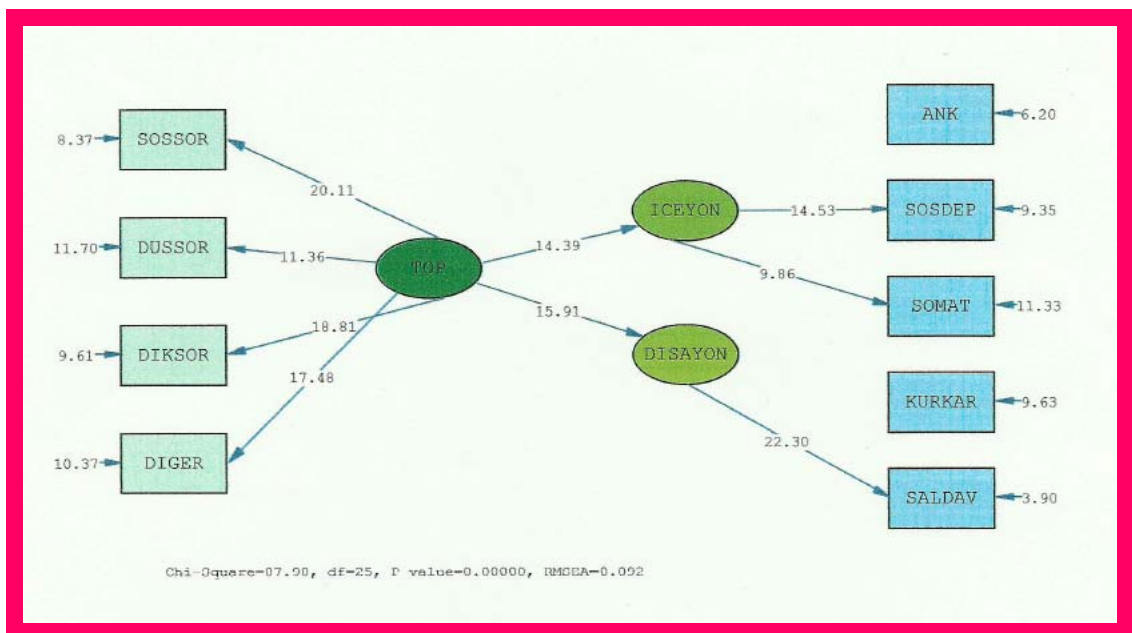 ANK
6.20
8.37
SOSSOR
20.11
ICEYON
14.53
SOSDEP
9.35
11.70
DUSSOR
11.36
TOP
14.39
9.86
SOMAT
11.33
15.91
9.61
DIKSOR
18.81
DISAYON
17.48
KURKAR
9.63
22.30
10.37
DIGER
SALDAV
3.90
Chi-Square=87.90, df=25, P-value=0.00000, RMSEA=0.092